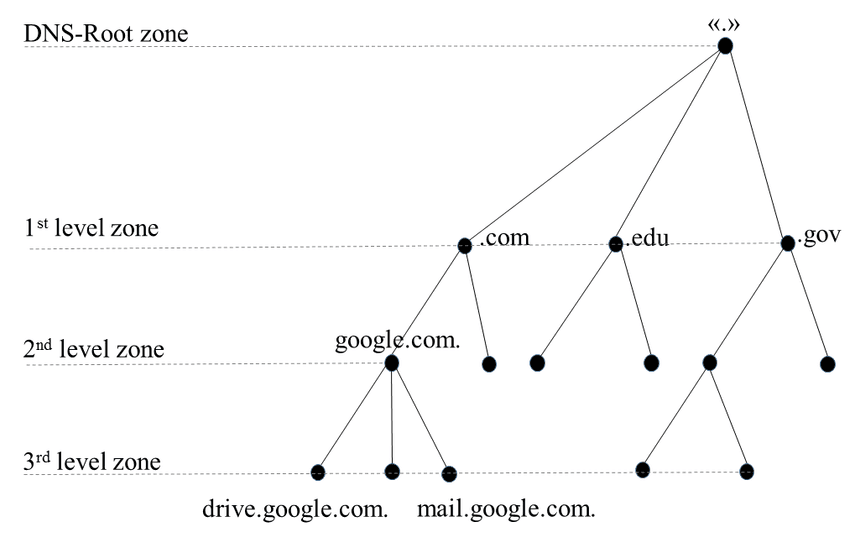 «.»
DNS-Root zone
1st level zone
.com
.edu
.gov
2nd level zone
google.com.
3rd level zone
drive.google.com.
mail.google.com.